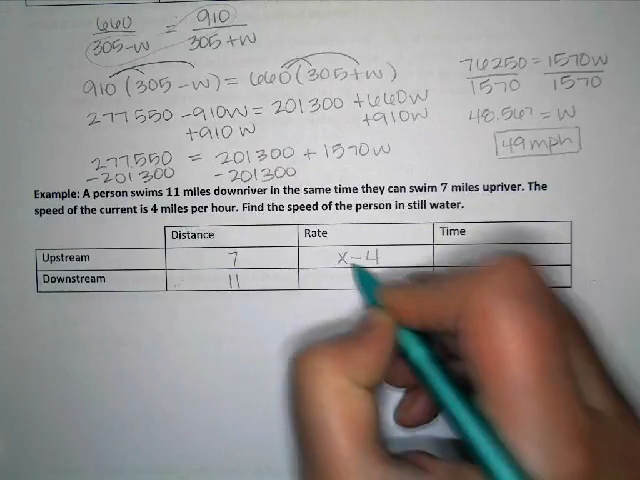 660/305-w = 910/305+w
910(305-w) = 660(305+w)
277550-910w = 201300+660w
+910w +910w
277550 = 201300+1570w
-201300 -201300
76250/1570 = 1570w/1570
48.567 = w
49mph
Example: A person swims 11 miles downriver in the same time they can swim 7 miles upriver. The
speed of the current is 4 miles per hour. Find the speed of the person in still water.
Distance Rate Time
Upstream 7 x-4
Downstream 11